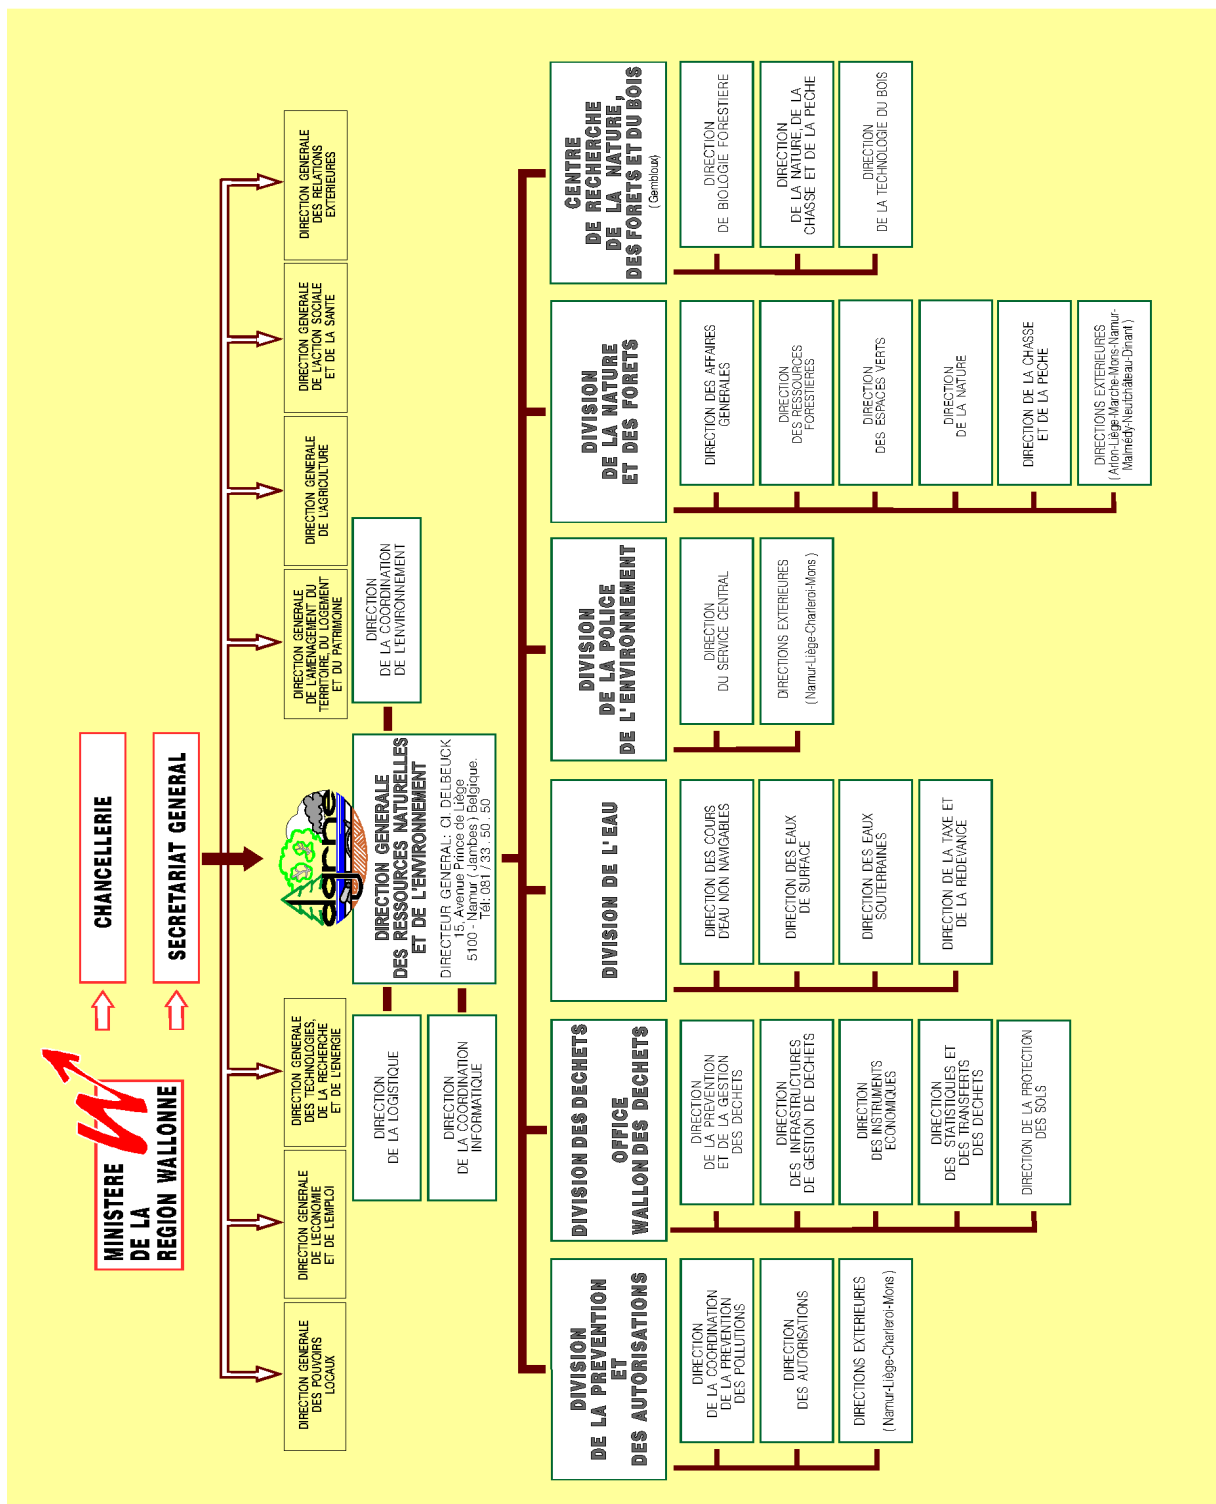 MINISTERE
DE LA
REGION WALLONNE
W
CHANCELLERIE
SECRETARIAT GENERAL
DIRECTION GENERALE
DES POUVOIRS
LOCAUX
DIRECTION GENERALE
DE L'ECONOMIE
ET DE L'EMPLOI
DIRECTION GENERALE
DES TECHNOLOGIES,
DE LA RECHERCHE
ET DE L'ENERGIE
DIRECTION GENERALE
DE L'AMENAGEMENT DU
TERRITOIRE, DU LOGEMENT
ET DU PATRIMOINE
DIRECTION GENERALE
DE L'AGRICULTURE
DIRECTION GENERALE
DE L'ACTION SOCIALE
ET DE LA SANTE
DIRECTION GENERALE
DES RELATIONS
EXTERIEURES
dgrne
DIRECTION GENERALE
DES RESSOURCES NATURELLES
ET DE L'ENVIRONNEMENT
DIRECTEUR GENERAL: Cl. DELBEUCK
15, Avenue Prince de Liège
5100 - Namur ( Jambes ) Belgique.
Tél: 081 / 33 . 50 . 50
DIRECTION
DE LA LOGISTIQUE
DIRECTION
DE LA COORDINATION
INFORMATIQUE
DIRECTION
DE LA COORDINATION
DE L'ENVIRONNEMENT
DIVISION
DE LA PREVENTION
ET
DES AUTORISATIONS
DIRECTION
DE LA COORDINATION
DE LA PREVENTION
DES POLLUTIONS
DIRECTION
DES AUTORISATIONS
DIRECTIONS EXTERIEURES
( Namur-Liège-Charleroi-Mons )
DIVISION DES DECHETS
OFFICE
WALLON DES DECHETS
DIRECTION
DE LA PREVENTION
ET DE LA GESTION
DES DECHETS
DIRECTION
DES INFRASTRUCTURES
DE GESTION DE DECHETS
DIRECTION
DES INSTRUMENTS
ECONOMIQUES
DIRECTION
DES STATISTIQUES ET
DES TRANSFERTS
DES DECHETS
DIRECTION DE LA PROTECTION
DES SOLS
DIVISION DE L' EAU
DIRECTION DES COURS
D'EAU NON NAVIGABLES
DIRECTION DES EAUX
DE SURFACE
DIRECTION DES EAUX
SOUTERRAINES
DIRECTION DE LA TAXE ET
DE LA REDEVANCE
DIVISION
DE LA POLICE
DE L' ENVIRONNEMENT
DIRECTION
DU SERVICE CENTRAL
DIRECTIONS EXTERIEURES
( Namur-Liège-Charleroi-Mons )
DIVISION
DE LA NATURE
ET DES FORETS
DIRECTION DES AFFAIRES
GENERALES
DIRECTION
DES RESSOURCES
FORESTIERES
DIRECTION
DES ESPACES VERTS
DIRECTION
DE LA NATURE
DIRECTION DE LA CHASSE
ET DE LA PECHE
DIRECTIONS EXTERIEURES
( Arlon-Liège-Marche-Mons-Namur-
Malmédy-Neufchâteau-Dinant )
CENTRE
DE RECHERCHE
DE LA NATURE ,
DES FORETS ET DU BOIS
( Gembloux )
DIRECTION
DE BIOLOGIE FORESTIERE
DIRECTION
DE LA NATURE, DE LA
CHASSE ET DE LA PECHE
DIRECTION
DE LA TECHNOLOGIE DU BOIS